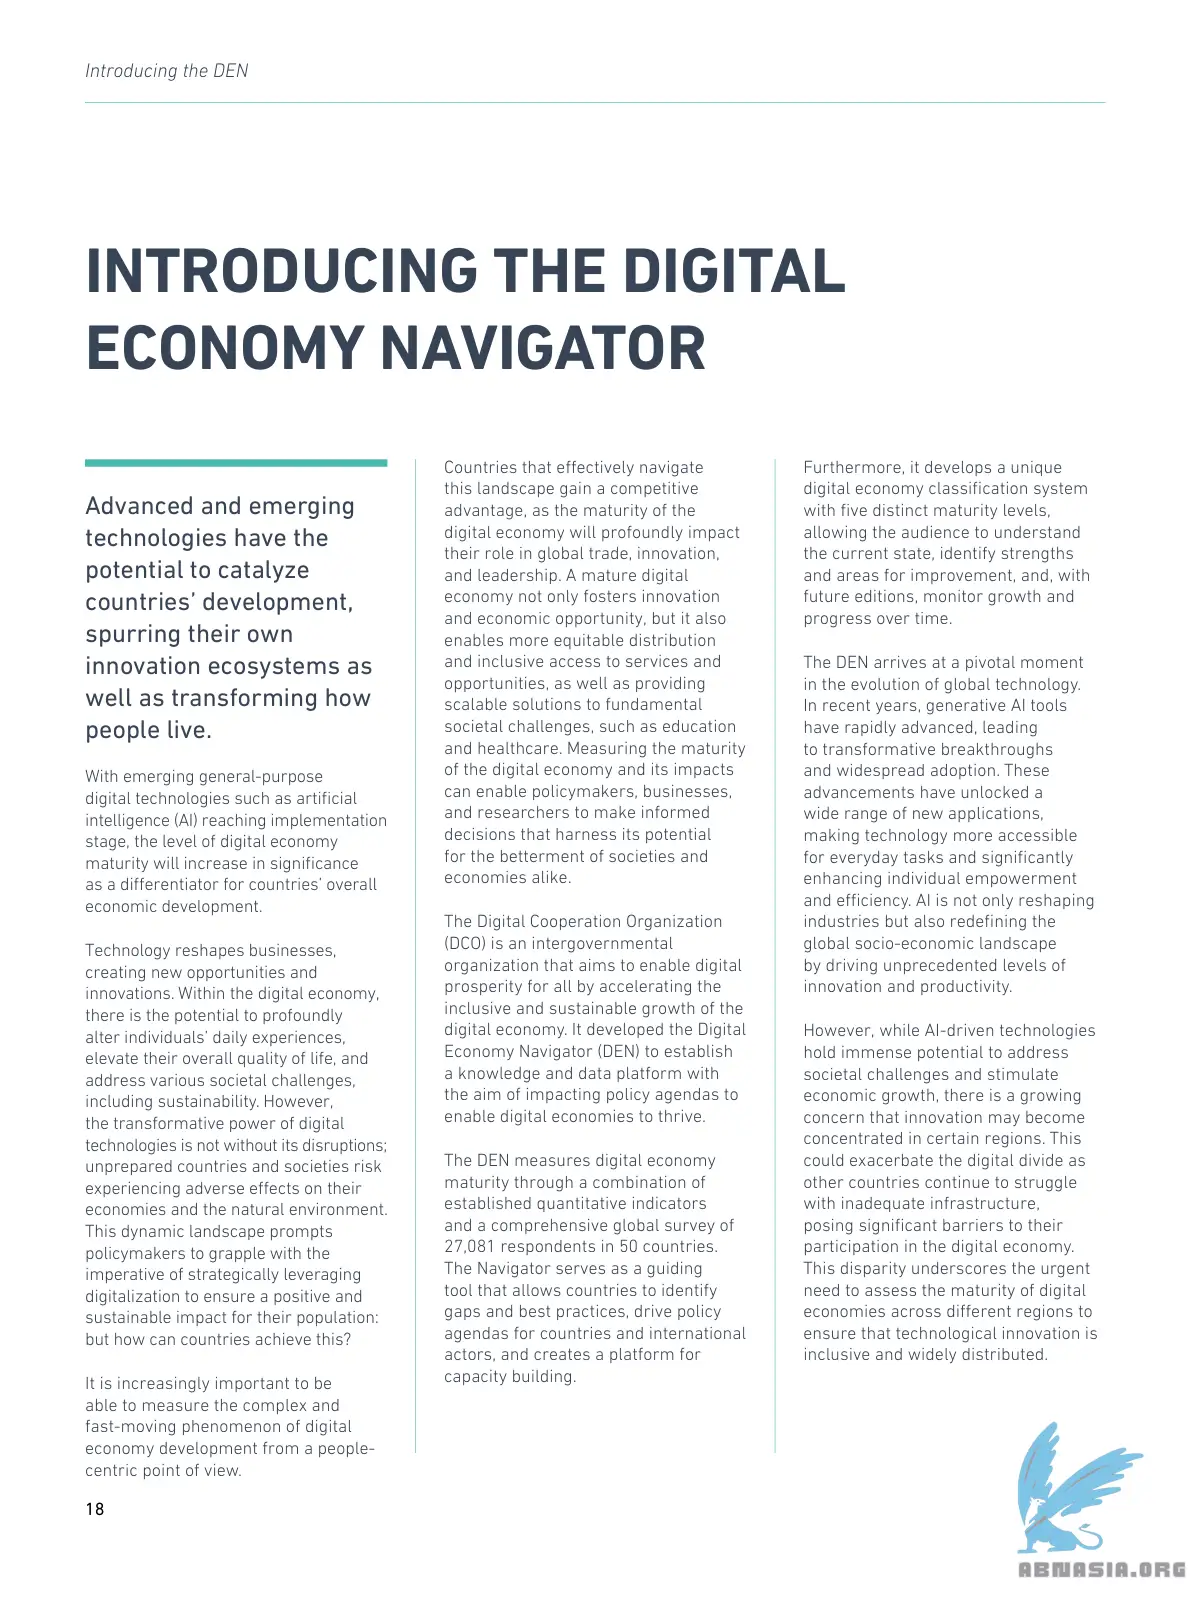 Introducing the DEN
INTRODUCING THE DIGITAL
ECONOMY NAVIGATOR
Advanced and emerging
technologies have the
potential to catalyze
countries’ development,
spurring their own
innovation ecosystems as
well as transforming how
people live.
With emerging general-purpose
digital technologies such as artificial
intelligence (AI) reaching implementation
stage, the level of digital economy
maturity will increase in significance
as a differentiator for countries’ overall
economic development.
Technology reshapes businesses,
creating new opportunities and
innovations. Within the digital economy,
there is the potential to profoundly
alter individuals’ daily experiences,
elevate their overall quality of life, and
address various societal challenges,
including sustainability. However,
the transformative power of digital
technologies is not without its disruptions;
unprepared countries and societies risk
experiencing adverse effects on their
economies and the natural environment.
This dynamic landscape prompts
policymakers to grapple with the
imperative of strategically leveraging
digitalization to ensure a positive and
sustainable impact for their population:
but how can countries achieve this?
It is increasingly important to be
able to measure the complex and
fast-moving phenomenon of digital
economy development from a people-
centric point of view.
Countries that effectively navigate
this landscape gain a competitive
advantage, as the maturity of the
digital economy will profoundly impact
their role in global trade, innovation,
and leadership. A mature digital
economy not only fosters innovation
and economic opportunity, but it also
enables more equitable distribution
and inclusive access to services and
opportunities, as well as providing
scalable solutions to fundamental
societal challenges, such as education
and healthcare. Measuring the maturity
of the digital economy and its impacts
can enable policymakers, businesses,
and researchers to make informed
decisions that harness its potential
for the betterment of societies and
economies alike.
The Digital Cooperation Organization
(DCO) is an intergovernmental
organization that aims to enable digital
prosperity for all by accelerating the
inclusive and sustainable growth of the
digital economy. It developed the Digital
Economy Navigator (DEN) to establish
a knowledge and data platform with
the aim of impacting policy agendas to
enable digital economies to thrive.
The DEN measures digital economy
maturity through a combination of
established quantitative indicators
and a comprehensive global survey of
27,081 respondents in 50 countries.
The Navigator serves as a guiding
tool that allows countries to identify
gaps and best practices, drive policy
agendas for countries and international
actors, and creates a platform for
capacity building.
Furthermore, it develops a unique
digital economy classification system
with five distinct maturity levels,
allowing the audience to understand
the current state, identify strengths
and areas for improvement, and, with
future editions, monitor growth and
progress over time.
The DEN arrives at a pivotal moment
in the evolution of global technology.
In recent years, generative AI tools
have rapidly advanced, leading
to transformative breakthroughs
and widespread adoption. These
advancements have unlocked a
wide range of new applications,
making technology more accessible
for everyday tasks and significantly
enhancing individual empowerment
and efficiency. AI is not only reshaping
industries but also redefining the
global socio-economic landscape
by driving unprecedented levels of
innovation and productivity.
However, while AI-driven technologies
hold immense potential to address
societal challenges and stimulate
economic growth, there is a growing
concern that innovation may become
concentrated in certain regions. This
could exacerbate the digital divide as
other countries continue to struggle
with inadequate infrastructure,
posing significant barriers to their
participation in the digital economy.
This disparity underscores the urgent
need to assess the maturity of digital
economies across different regions to
ensure that technological innovation is
inclusive and widely distributed.
18
ABNASIA.ORG